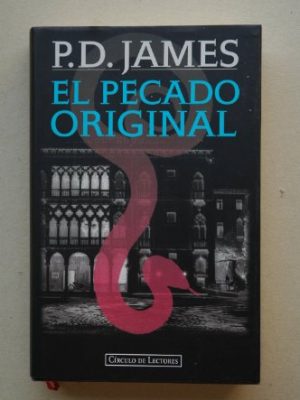 P.D. JAMES
EL PECADO
ORIGINAL
CÍRCULO DE LECTORES